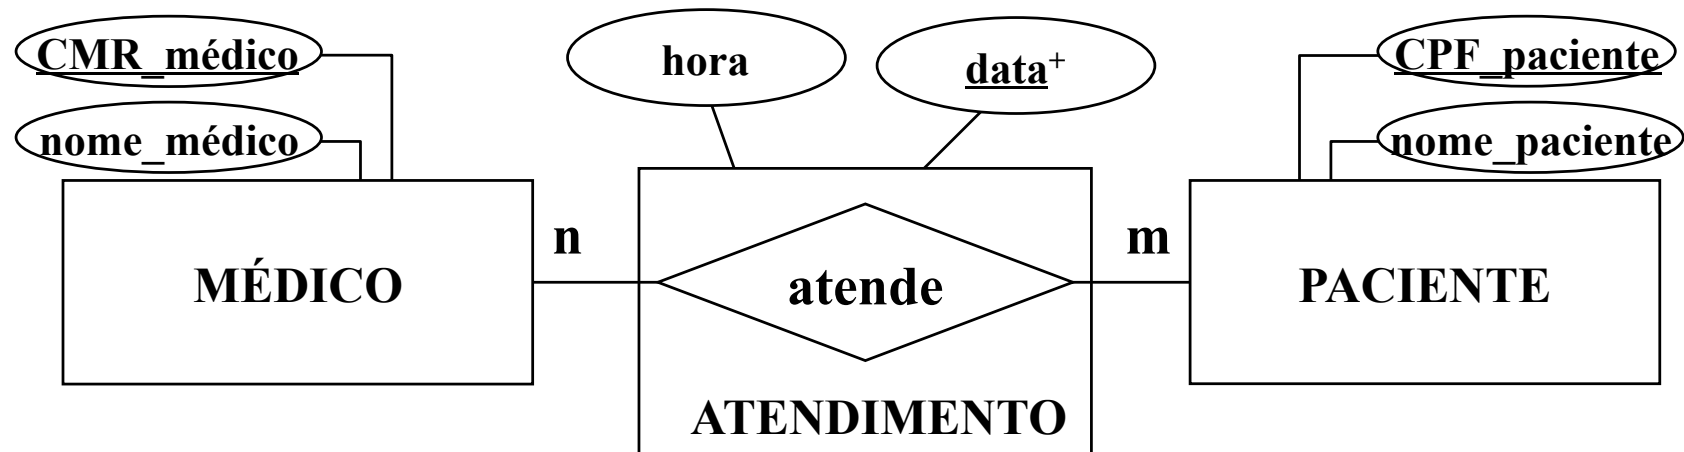 CMR_médico
hora
data+
CPF_paciente
nome_médico
nome_paciente
n
m
MÉDICO
atende
PACIENTE
ATENDIMENTO